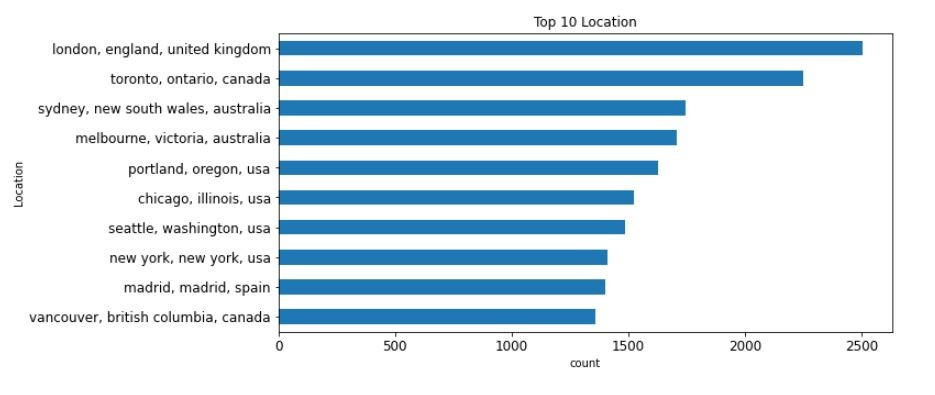 Top 10 Location
london, england, united kingdom
toronto, ontario, canada
sydney, new south wales, australia
melbourne, victoria, australia
portland, oregon, usa
chicago, illinois, usa
seattle, washington, usa
new york, new york, usa
madrid, madrid, spain
vancouver, british columbia, canada
Location
0 500 1000 1500 2000 2500
count